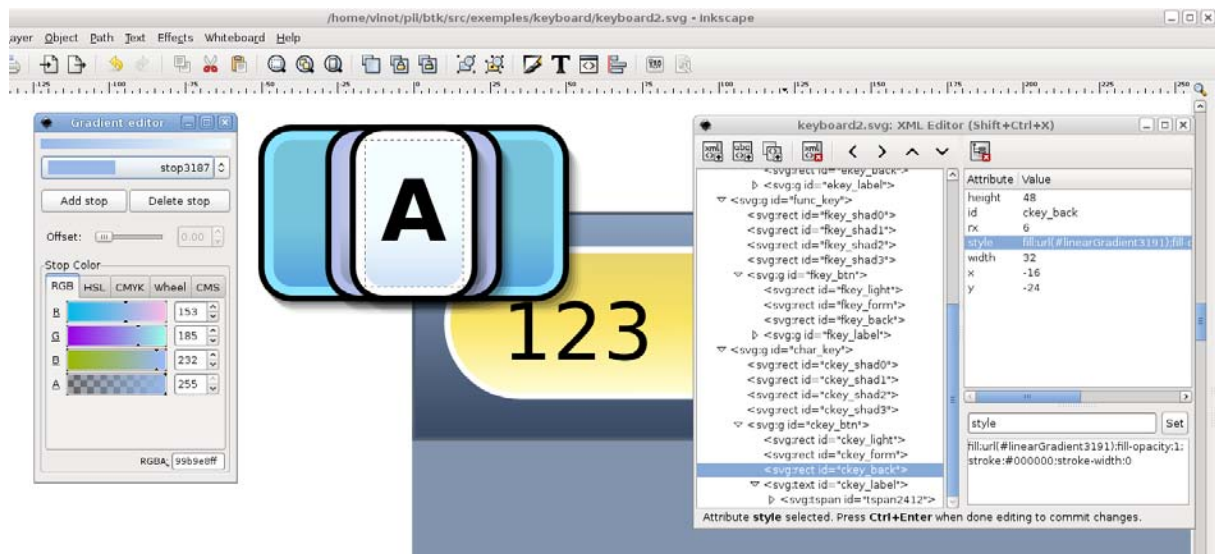 /home/vinot/pii/btk/src/exemples/keyboard/keyboard2.svg - Inkscape
ayer Object Path Text Effects Whiteboard Help
Gradient editor
stop3187
Add stop Delete stop
Offset: 0.00
Stop Color
RGB HSL CMYK Wheel CMS
R 153
G 185
B 232
A 255
RGBA: 99b9e8ff
A
123
keyboard2.svg: XML Editor (Shift+Ctrl+X)
<svg:rect id="ekey_back">
<svg:g id="ekey_label">
<svg:g id="func_key">
<svg:rect id="fkey_shad0">
<svg:rect id="fkey_shad1">
<svg:rect id="fkey_shad2">
<svg:rect id="fkey_shad3">
<svg:g id="fkey_btn">
<svg:rect id="fkey_light">
<svg:rect id="fkey_form">
<svg:rect id="fkey_back">
<svg:g id="fkey_label">
<svg:g id="char_key">
<svg:rect id="ckey_shad0">
<svg:rect id="ckey_shad1">
<svg:rect id="ckey_shad2">
<svg:rect id="ckey_shad3">
<svg:g id="ckey_btn">
<svg:rect id="ckey_light">
<svg:rect id="ckey_form">
<svg:rect id="ckey_back">
<svg:text id="ckey_label">
<svg:tspan id="tspan2412">
Attribute Value
height 48
id ckey_back
rx 6
style fill:url(#linearGradient3191);fill-o
width 32
x -16
y -24
style Set
fill:url(#linearGradient3191);fill-opacity:1;
stroke:#000000;stroke-width:0
Attribute style selected. Press Ctrl+Enter when done editing to commit changes.